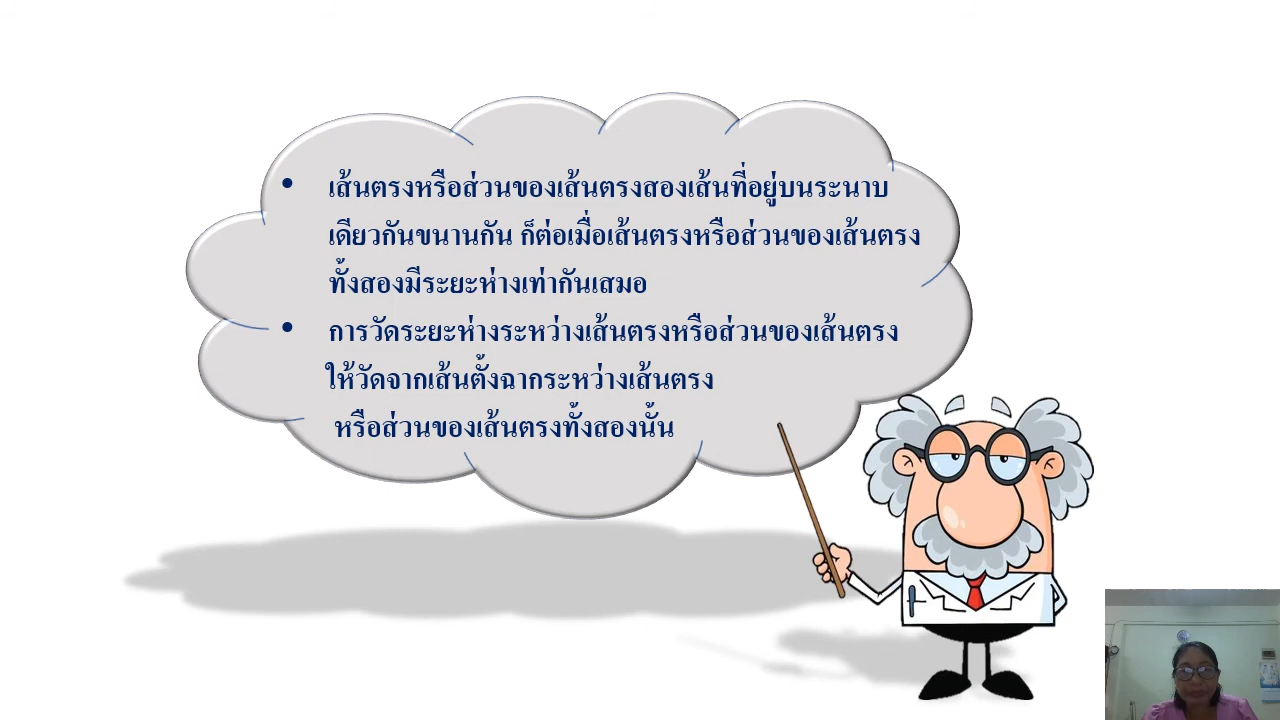 • เส้นตรงหรือส่วนของเส้นตรงสองเส้นที่อยู่บนระนาบ
เดียวกันขนานกัน ก็ต่อเมื่อเส้นตรงหรือส่วนของเส้นตรง
ทั้งสองมีระยะห่างเท่ากันเสมอ
• การวัดระยะห่างระหว่างเส้นตรงหรือส่วนของเส้นตรง
ให้วัดจากเส้นตั้งฉากระหว่างเส้นตรง
หรือส่วนของเส้นตรงทั้งสองนั้น